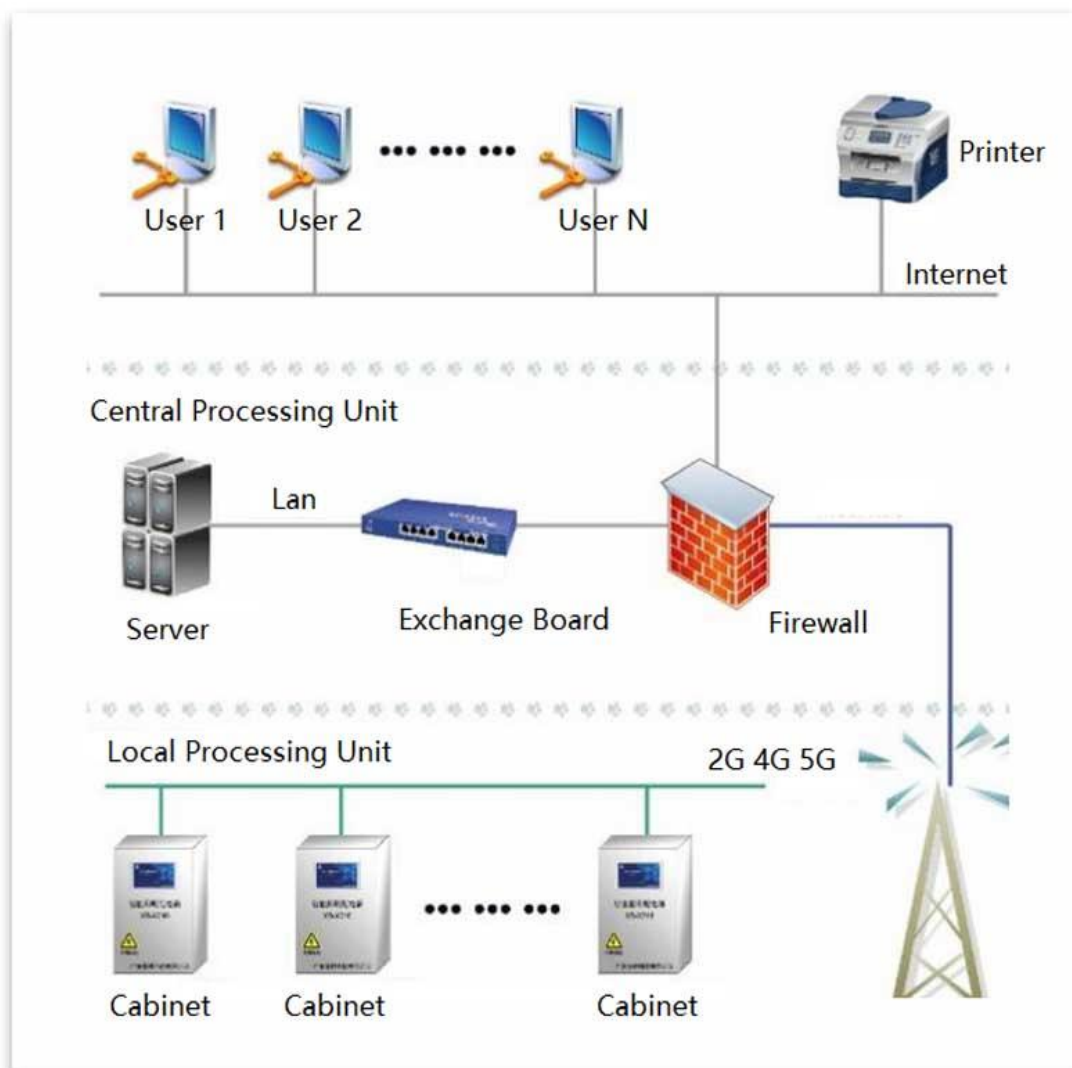 Printer
User 1
User 2
User N
Internet
Central Processing Unit
Lan
Server
Exchange Board
Firewall
Local Processing Unit
2G 4G 5G
Cabinet
Cabinet
Cabinet